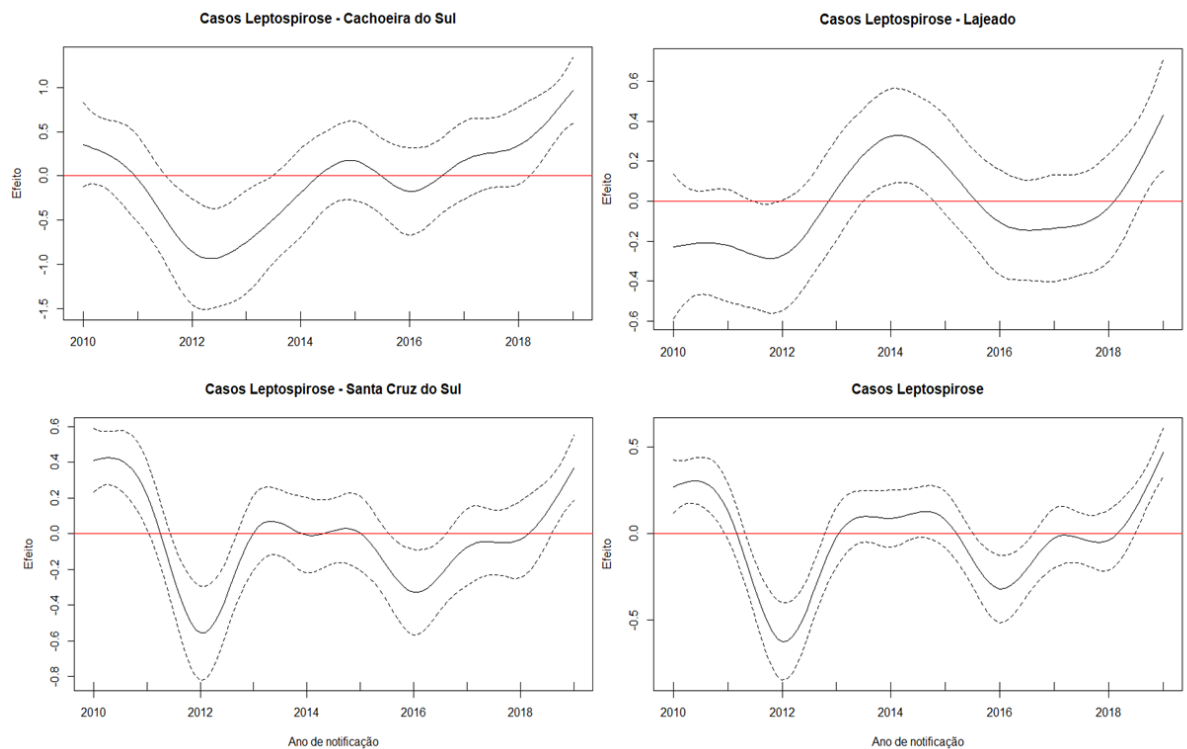 Casos Leptospirose - Cachoeira do Sul
Efeito
1.0
0.5
0.0
-0.5
-1.0
-1.5
2010 2012 2014 2016 2018
Casos Leptospirose - Lajeado
Efeito
0.6
0.4
0.2
0.0
-0.2
-0.4
-0.6
2010 2012 2014 2016 2018
Casos Leptospirose - Santa Cruz do Sul
Efeito
0.6
0.4
0.2
0.0
-0.2
-0.4
-0.6
-0.8
2010 2012 2014 2016 2018
Ano de notificação
Casos Leptospirose
Efeito
0.5
0.0
-0.5
2010 2012 2014 2016 2018
Ano de notificação